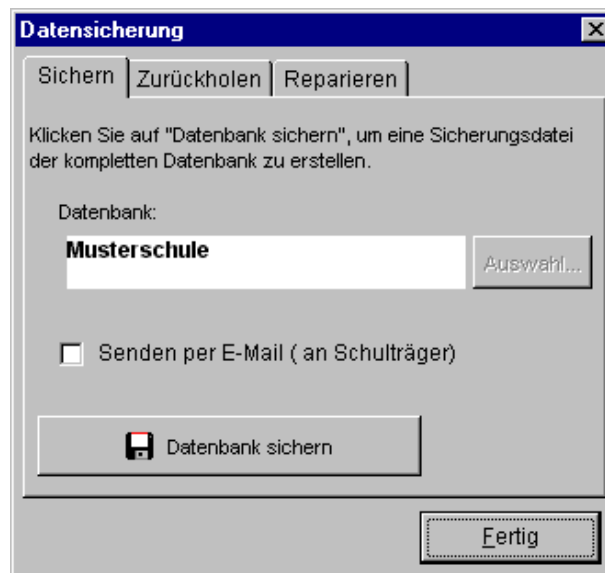 Datensicherung
Sichern Zurückholen Reparieren
Klicken Sie auf "Datenbank sichern", um eine Sicherungsdatei
der kompletten Datenbank zu erstellen.
Datenbank:
Musterschule
Auswahl...
Senden per E-Mail ( an Schulträger)
Datenbank sichern
Fertig